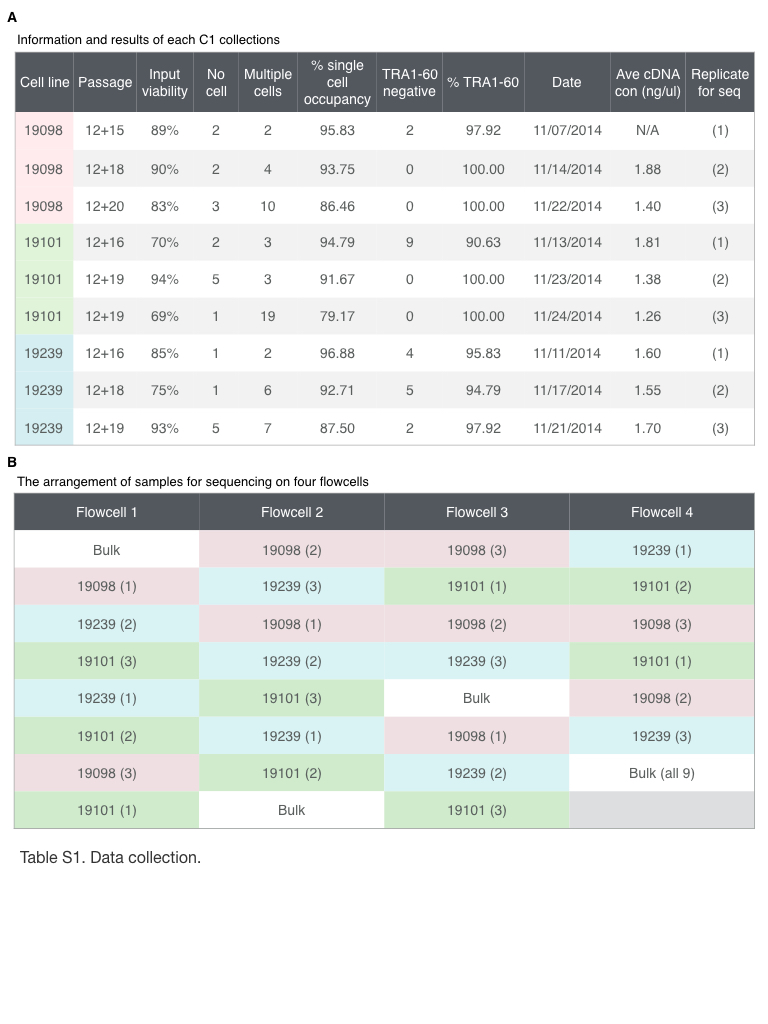 A
Information and results of each C1 collections
Cell line Passage Input viability No cell Multiple cells % single cell occupancy TRA1-60 negative % TRA1-60 Date Ave cDNA con (ng/ul) Replicate for seq
19098 12+15 89% 2 2 95.83 2 97.92 11/07/2014 N/A (1)
19098 12+18 90% 2 4 93.75 0 100.00 11/14/2014 1.88 (2)
19098 12+20 83% 3 10 86.46 0 100.00 11/22/2014 1.40 (3)
19101 12+16 70% 2 3 94.79 9 90.63 11/13/2014 1.81 (1)
19101 12+19 94% 5 3 91.67 0 100.00 11/23/2014 1.38 (2)
19101 12+19 69% 1 19 79.17 0 100.00 11/24/2014 1.26 (3)
19239 12+16 85% 1 2 96.88 4 95.83 11/11/2014 1.60 (1)
19239 12+18 75% 1 6 92.71 5 94.79 11/17/2014 1.55 (2)
19239 12+19 93% 5 7 87.50 2 97.92 11/21/2014 1.70 (3)
B
The arrangement of samples for sequencing on four flowcells
Flowcell 1 Flowcell 2 Flowcell 3 Flowcell 4
Bulk 19098 (2) 19098 (3) 19239 (1)
19098 (1) 19239 (3) 19101 (1) 19101 (2)
19239 (2) 19098 (1) 19098 (2) 19098 (3)
19101 (3) 19239 (2) 19239 (3) 19101 (1)
19239 (1) 19101 (3) Bulk 19098 (2)
19101 (2) 19239 (1) 19098 (1) 19239 (3)
19098 (3) 19101 (2) 19239 (2) Bulk (all 9)
19101 (1) Bulk 19101 (3)
Table S1. Data collection.